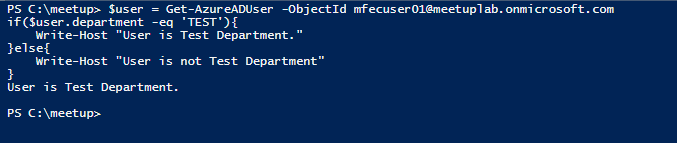 PS C:\meetup> $user = Get-AzureADUser -ObjectId mfecuser01@meetuplab.onmicrosoft.com
if($user.department -eq 'TEST'){
    Write-Host "User is Test Department."
}else{
    Write-Host "User is not Test Department"
}
User is Test Department.
PS C:\meetup>